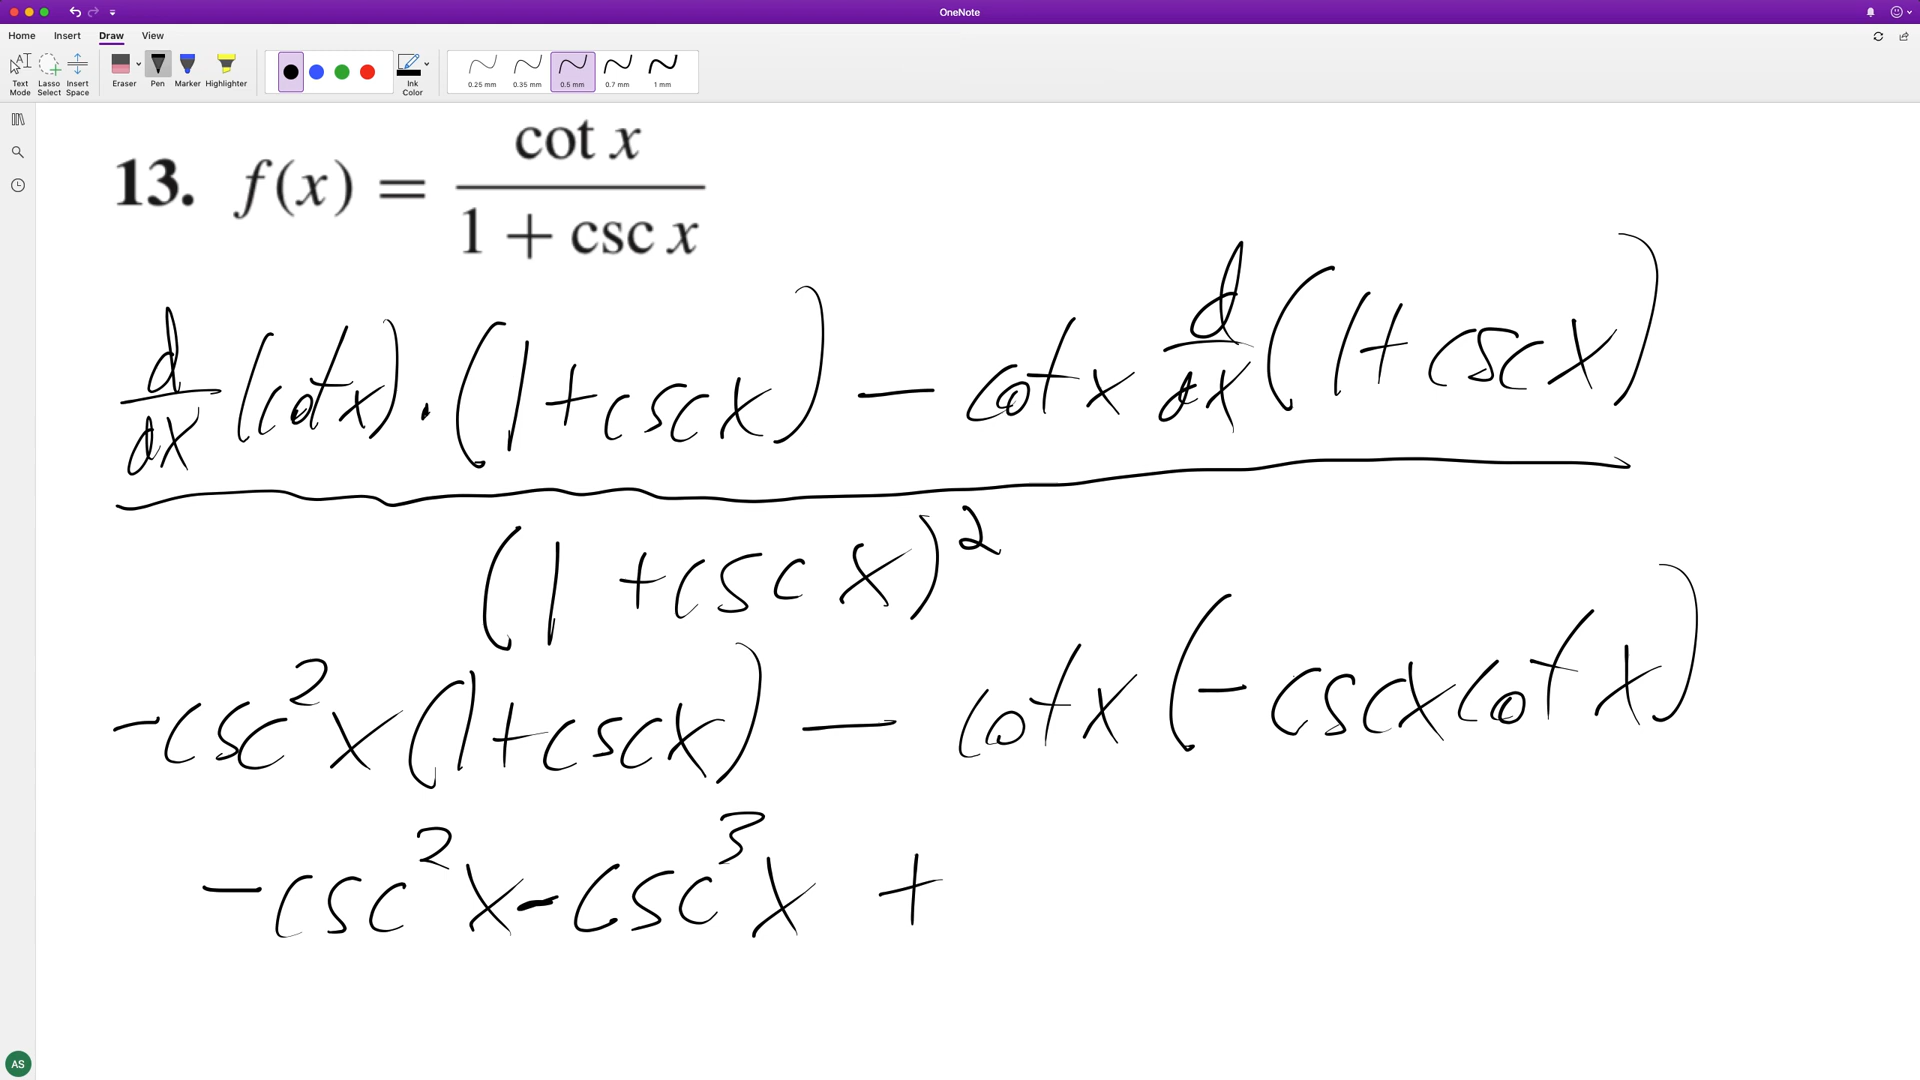 OneNote
Home Insert Draw View
Text Mode Lasso Select Insert Space Eraser Pen Marker Highlighter Ink Color 0.25 mm 0.35 mm 0.5 mm 0.7 mm 1 mm
13. f(x) = cot x / 1 + csc x
d/dx (cot x) · (1 + csc x) − cot x d/dx (1 + csc x)
(1 + csc x)²
−csc²x (1 + csc x) − cot x (−csc x cot x)
−csc²x − csc³x +
AS